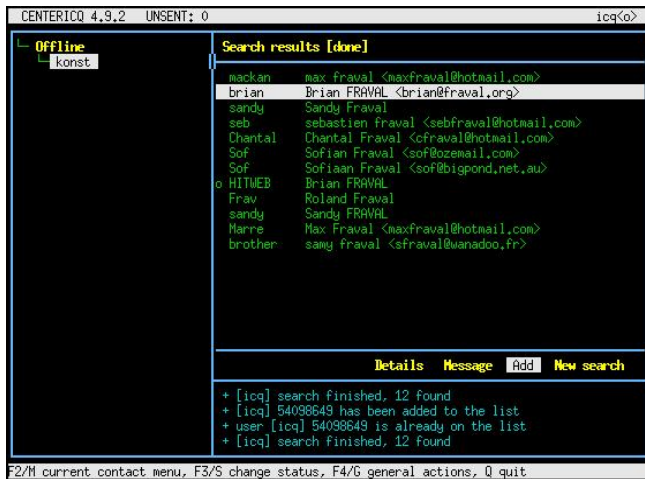 CENTERICQ 4.9.2 UNSENT: 0 icq<o>
Offline
konst
Search results [done]
mackan max fraval <maxfraval@hotmail.com>
brian Brian FRAVAL <brian@fraval.org>
sandy Sandy Fraval
seb sebastien fraval <sebfraval@hotmail.com>
Chantal Chantal Fraval <cfraval@hotmail.com>
Sof Sofian Fraval <sof@ozemail.com>
Sof Sofiaan Fraval <sof@bigpond.net.au>
o HITWEB Brian FRAVAL
Frav Roland Fraval
sandy Sandy FRAVAL
Marre Max Fraval <maxfraval@hotmail.com>
brother samy fraval <sfraval@wanadoo.fr>
Details Message Add New search
+ [icq] search finished, 12 found
+ [icq] 54098649 has been added to the list
+ user [icq] 54098649 is already on the list
+ [icq] search finished, 12 found
F2/M current contact menu, F3/S change status, F4/G general actions, Q quit